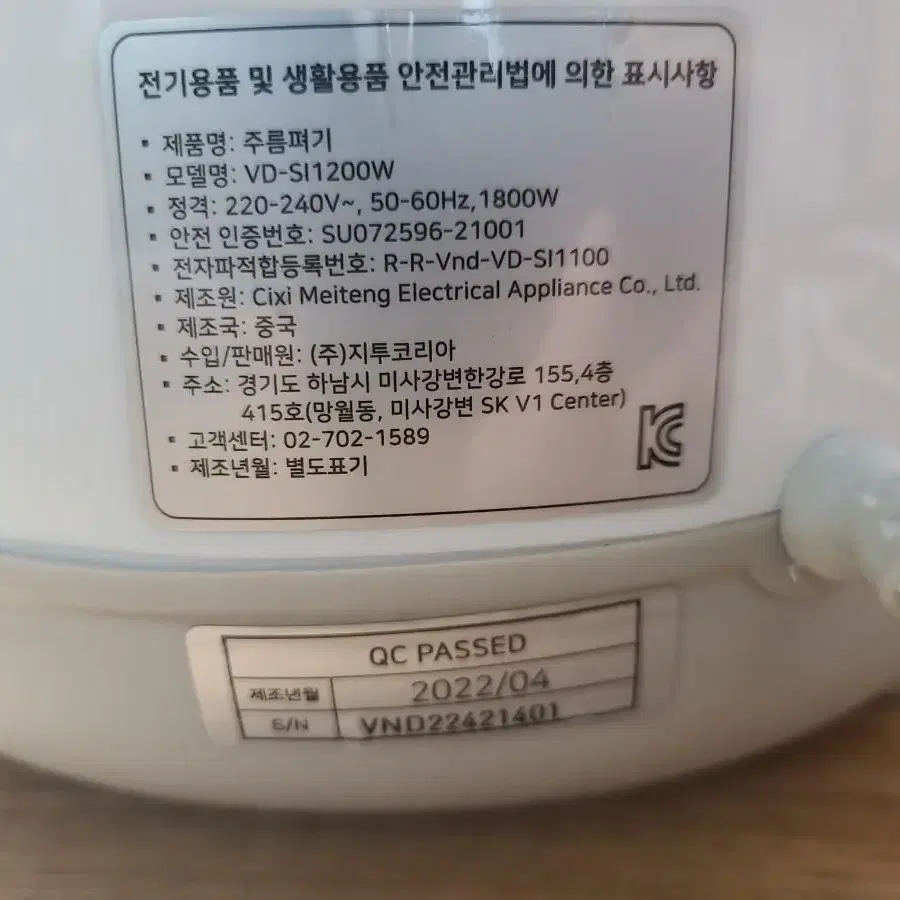 전기용품 및 생활용품 안전관리법에 의한 표시사항
▪ 제품명: 주름펴기
▪ 모델명: VD-SI1200W
▪ 정격: 220-240V~, 50-60Hz,1800W
▪ 안전 인증번호: SU072596-21001
▪ 전자파적합등록번호: R-R-Vnd-VD-SI1100
▪ 제조원: Cixi Meiteng Electrical Appliance Co., Ltd.
▪ 제조국: 중국
▪ 수입/판매원: (주)지투코리아
▪ 주소: 경기도 하남시 미사강변한강로 155,4층
415호(망월동, 미사강변 SK V1 Center)
▪ 고객센터: 02-702-1589
▪ 제조년월: 별도표기
KC
QC PASSED
제조년월 2022/04
S/N VND22421401